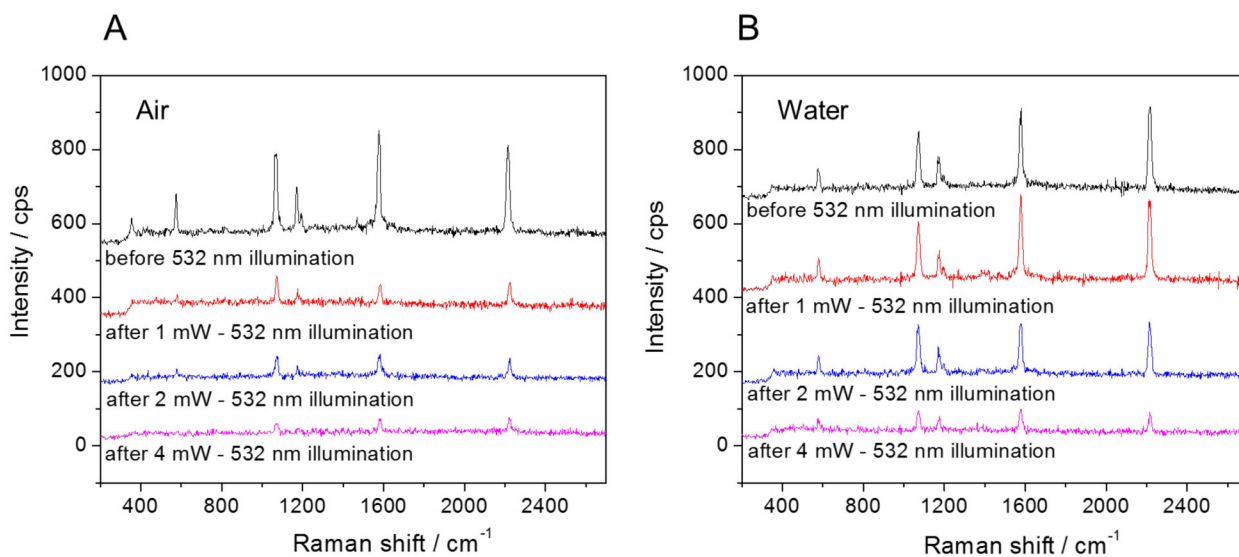 A
Air
before 532 nm illumination
after 1 mW - 532 nm illumination
after 2 mW - 532 nm illumination
after 4 mW - 532 nm illumination
1000
800
600
400
200
0
400 800 1200 1600 2000 2400
Intensity / cps
Raman shift / cm⁻¹
B
Water
before 532 nm illumination
after 1 mW - 532 nm illumination
after 2 mW - 532 nm illumination
after 4 mW - 532 nm illumination
1000
800
600
400
200
0
400 800 1200 1600 2000 2400
Intensity / cps
Raman shift / cm⁻¹